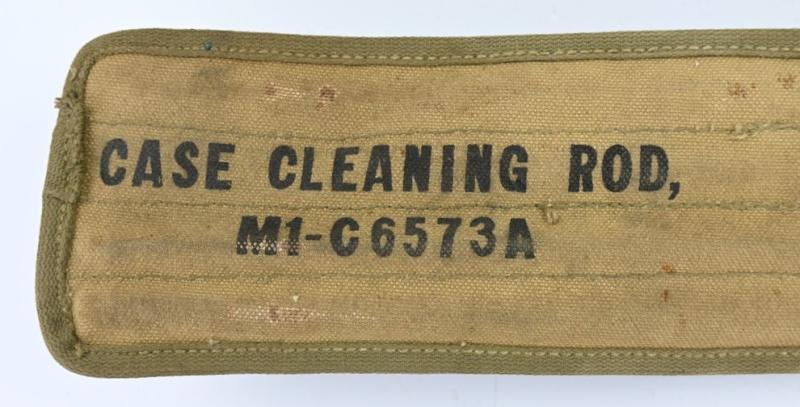 CASE CLEANING ROD,
M1-C6573A